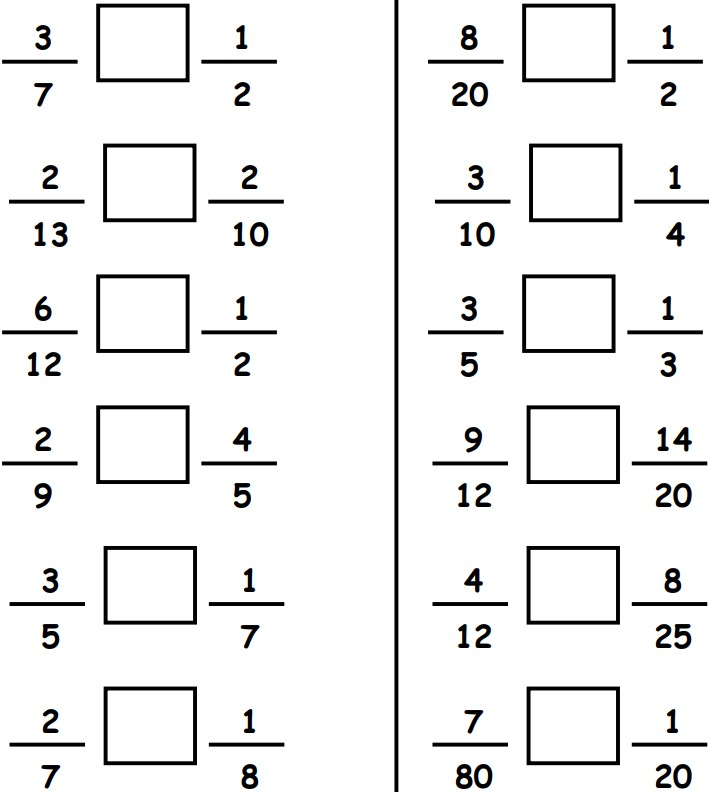 3/7 □ 1/2
2/13 □ 2/10
6/12 □ 1/2
2/9 □ 4/5
3/5 □ 1/7
2/7 □ 1/8
8/20 □ 1/2
3/10 □ 1/4
3/5 □ 1/3
9/12 □ 14/20
4/12 □ 8/25
7/80 □ 1/20